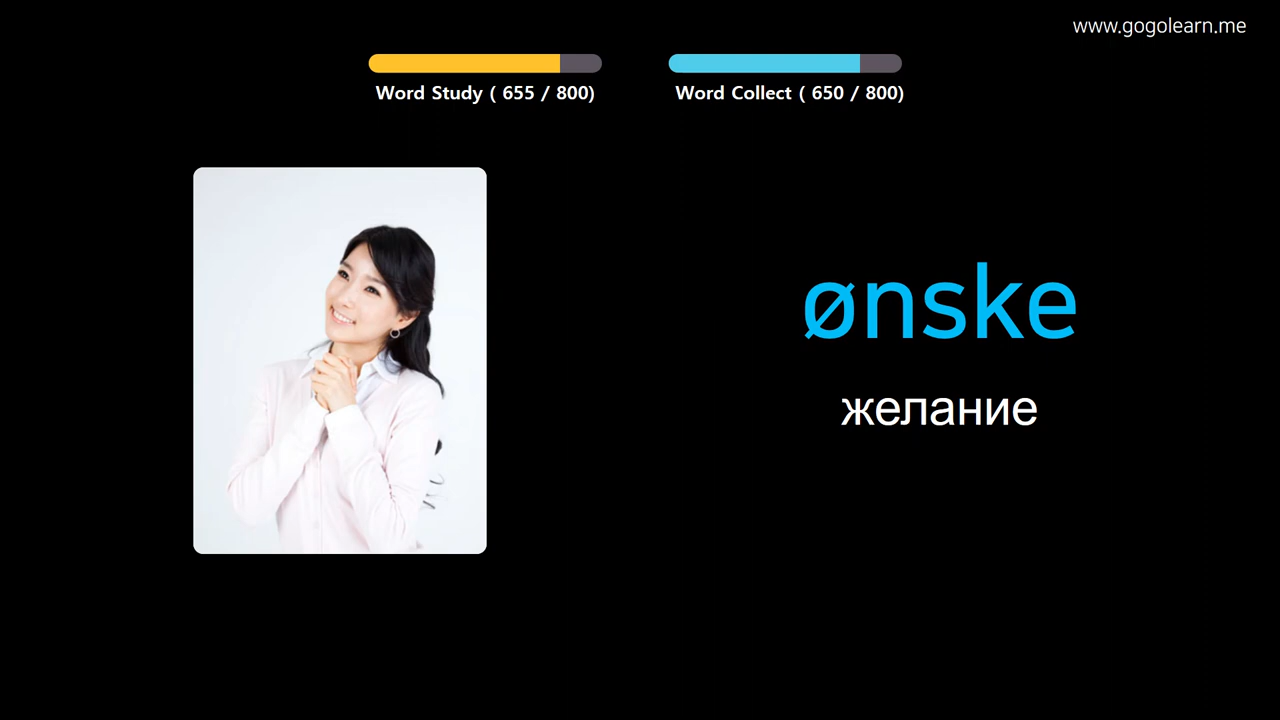 www.gogolearn.me
Word Study ( 655 / 800)
Word Collect ( 650 / 800)
ønske
желание